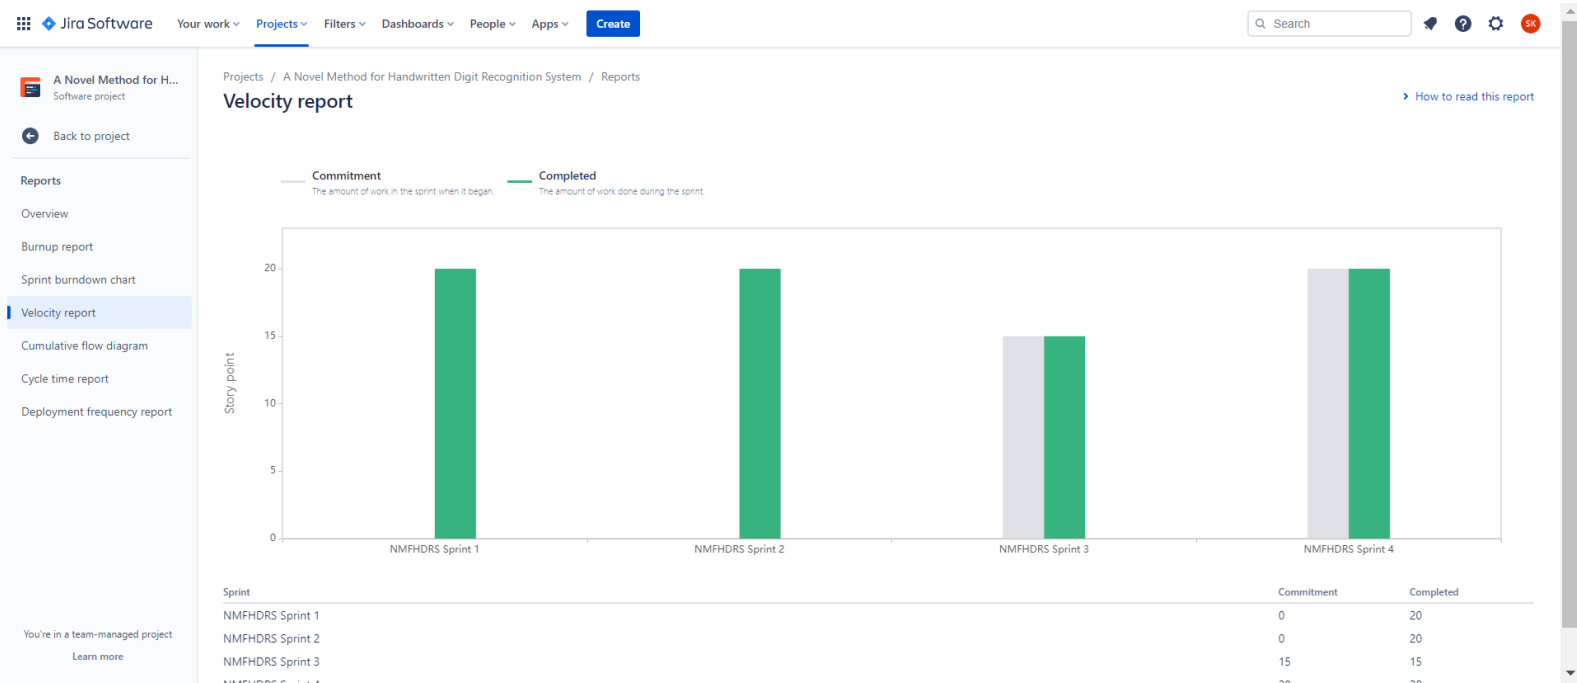 Jira Software Your work Projects Filters Dashboards People Apps Create Search SK
A Novel Method for H...
Software project
Back to project
Reports
Overview
Burnup report
Sprint burndown chart
Velocity report
Cumulative flow diagram
Cycle time report
Deployment frequency report
You're in a team-managed project
Learn more
Projects / A Novel Method for Handwritten Digit Recognition System / Reports
Velocity report
How to read this report
Commitment
The amount of work in the sprint when it began.
Completed
The amount of work done during the sprint.
Story point
20
15
10
5
0
NMFHDRS Sprint 1 NMFHDRS Sprint 2 NMFHDRS Sprint 3 NMFHDRS Sprint 4
Sprint Commitment Completed
NMFHDRS Sprint 1 0 20
NMFHDRS Sprint 2 0 20
NMFHDRS Sprint 3 15 15